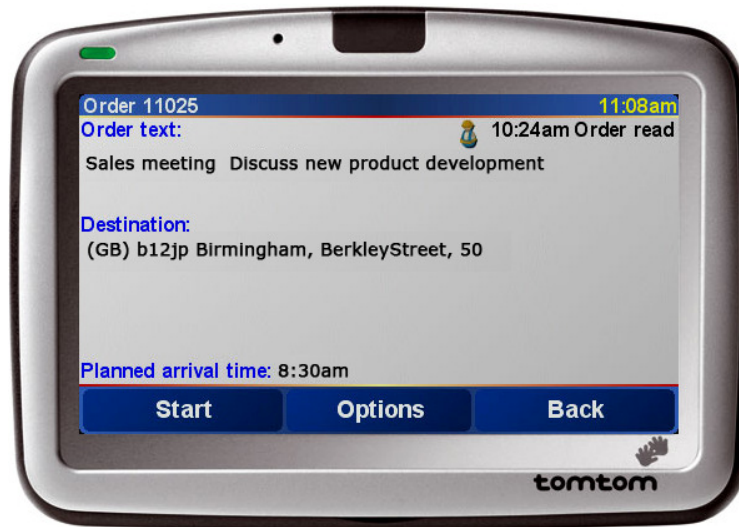 Order 11025 11:08am
Order text: 10:24am Order read
Sales meeting Discuss new product development
Destination:
(GB) b12jp Birmingham, BerkleyStreet, 50
Planned arrival time: 8:30am
Start Options Back
tomtom